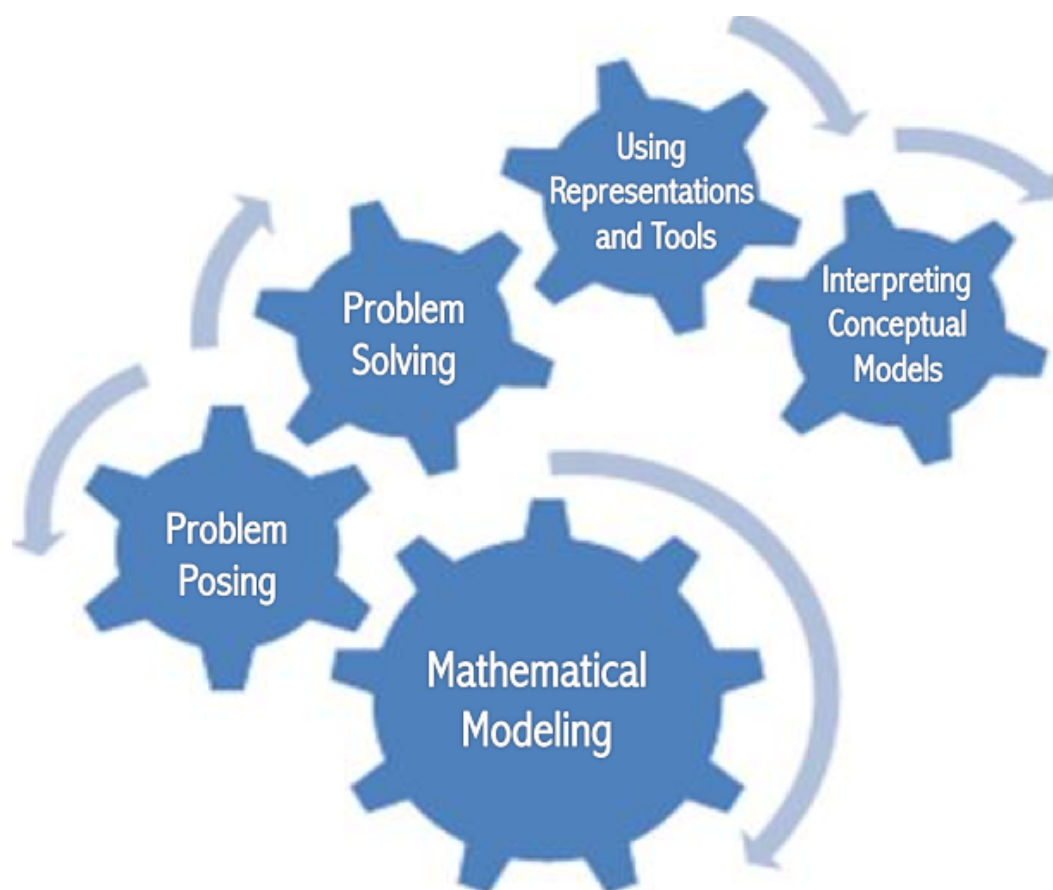 Using
Representations
and Tools
Interpreting
Conceptual
Models
Problem
Solving
Problem
Posing
Mathematical
Modeling